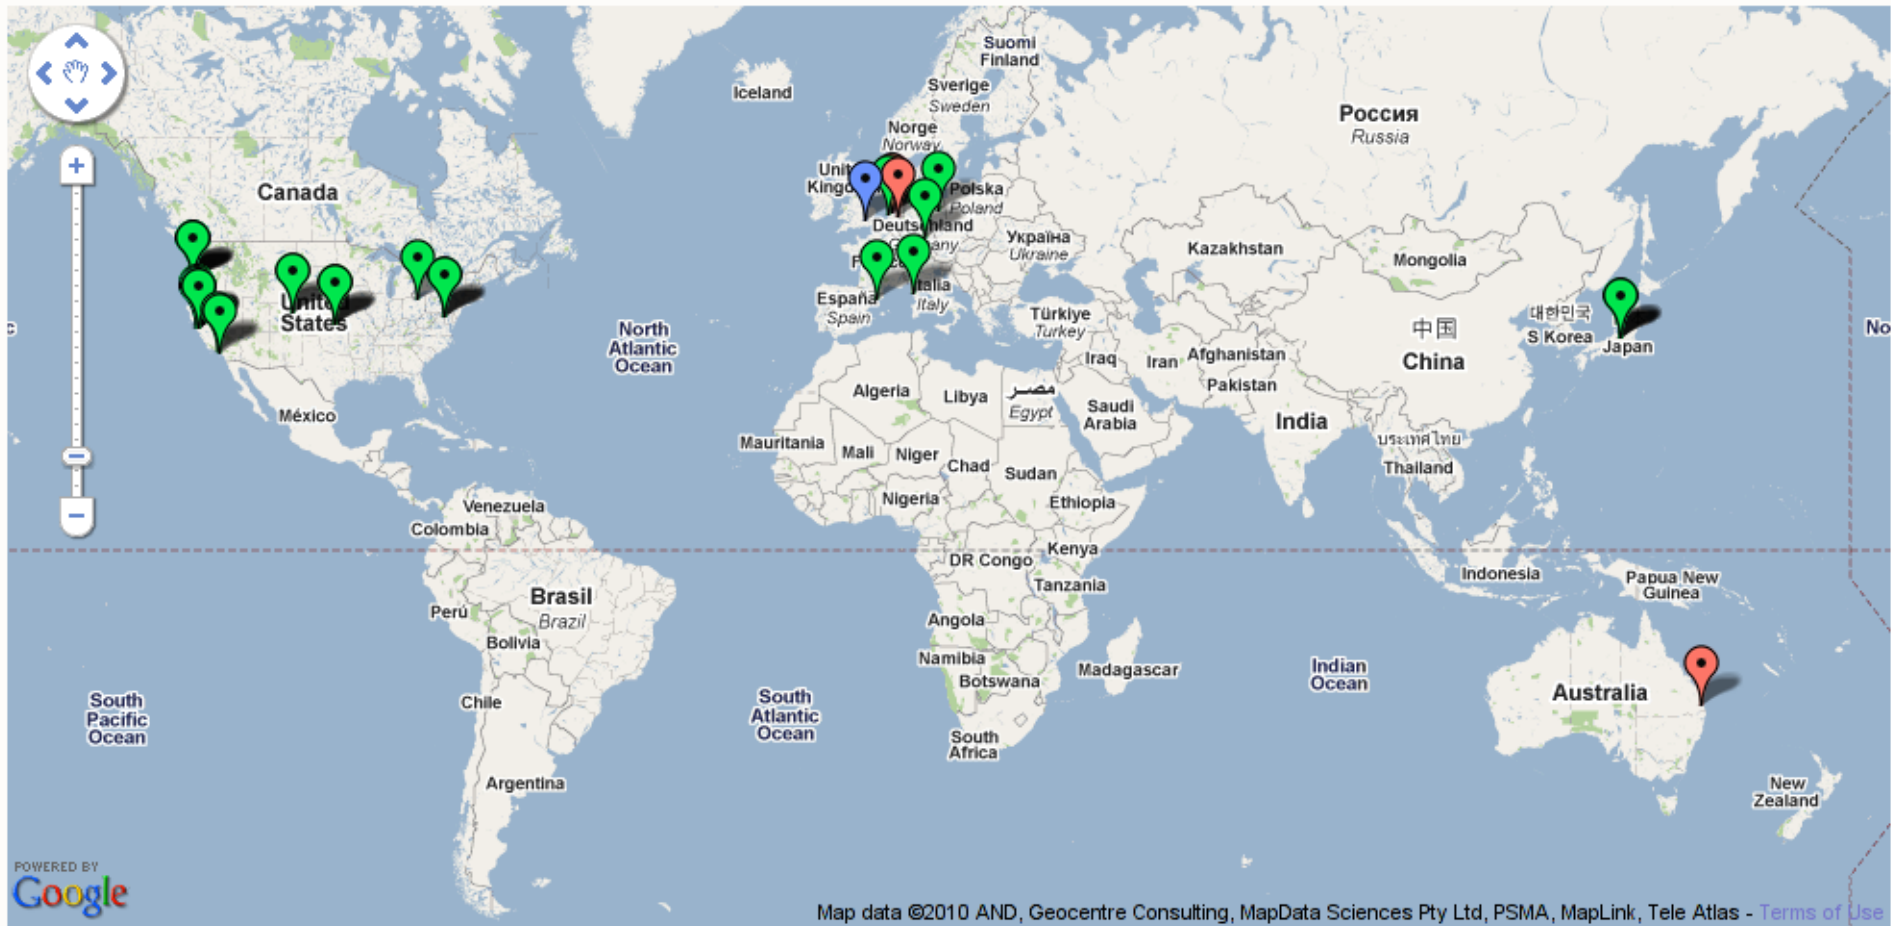 Suomi
Finland
Iceland
Sverige
Sweden
Россия
Russia
Norge
Norway
Canada
Polska
Poland
Deutschland
Україна
Ukraine
Kazakhstan
Mongolia
United
States
España
Spain
Italia
Italy
Türkiye
Turkey
대한민국
S Korea
Japan
中国
China
North
Atlantic
Ocean
No
c
Iraq
Iran
Afghanistan
Pakistan
India
México
Algeria
Libya
مصر
Egypt
Saudi
Arabia
Mauritania
Mali
Niger
Chad
Sudan
ประเทศไทย
Thailand
Venezuela
Colombia
Nigeria
Ethiopia
DR Congo
Kenya
Tanzania
Indonesia
Papua New
Guinea
Perú
Brasil
Brazil
Bolivia
Angola
Namibia
Botswana
Madagascar
Indian
Ocean
Australia
South
Pacific
Ocean
Chile
South
Atlantic
Ocean
South
Africa
Argentina
New
Zealand
POWERED BY
Google
Map data ©2010 AND, Geocentre Consulting, MapData Sciences Pty Ltd, PSMA, MapLink, Tele Atlas - Terms of Use